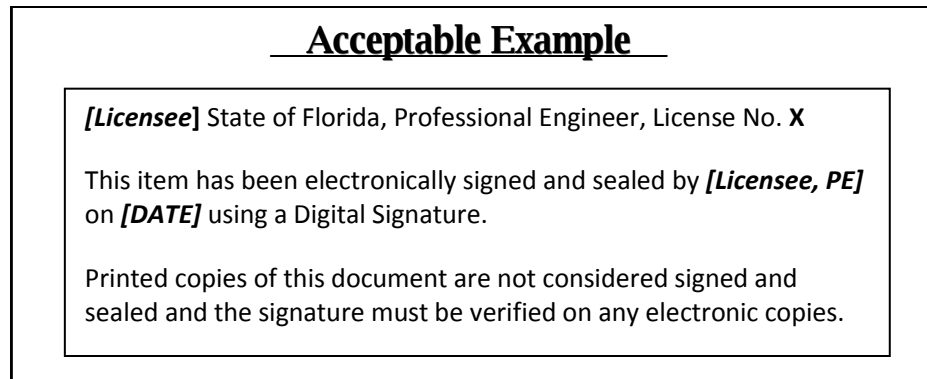 Acceptable Example
[Licensee] State of Florida, Professional Engineer, License No. X
This item has been electronically signed and sealed by [Licensee, PE]
on [DATE] using a Digital Signature.
Printed copies of this document are not considered signed and
sealed and the signature must be verified on any electronic copies.